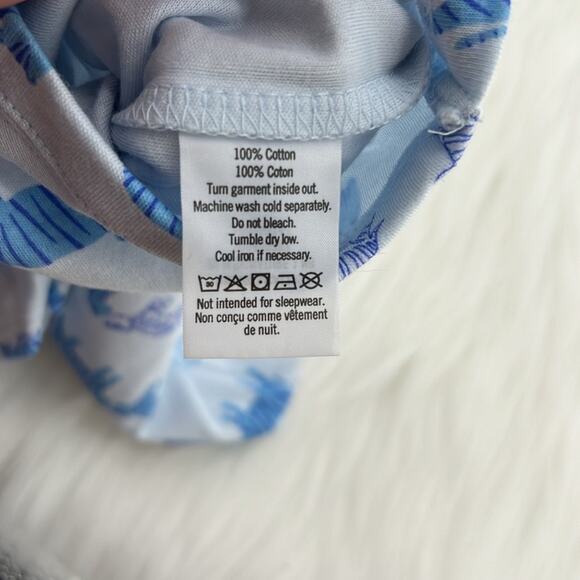 100% Cotton
100% Coton
Turn garment inside out.
Machine wash cold separately.
Do not bleach.
Tumble dry low.
Cool iron if necessary.
30
Not intended for sleepwear.
Non conçu comme vêtement
de nuit.